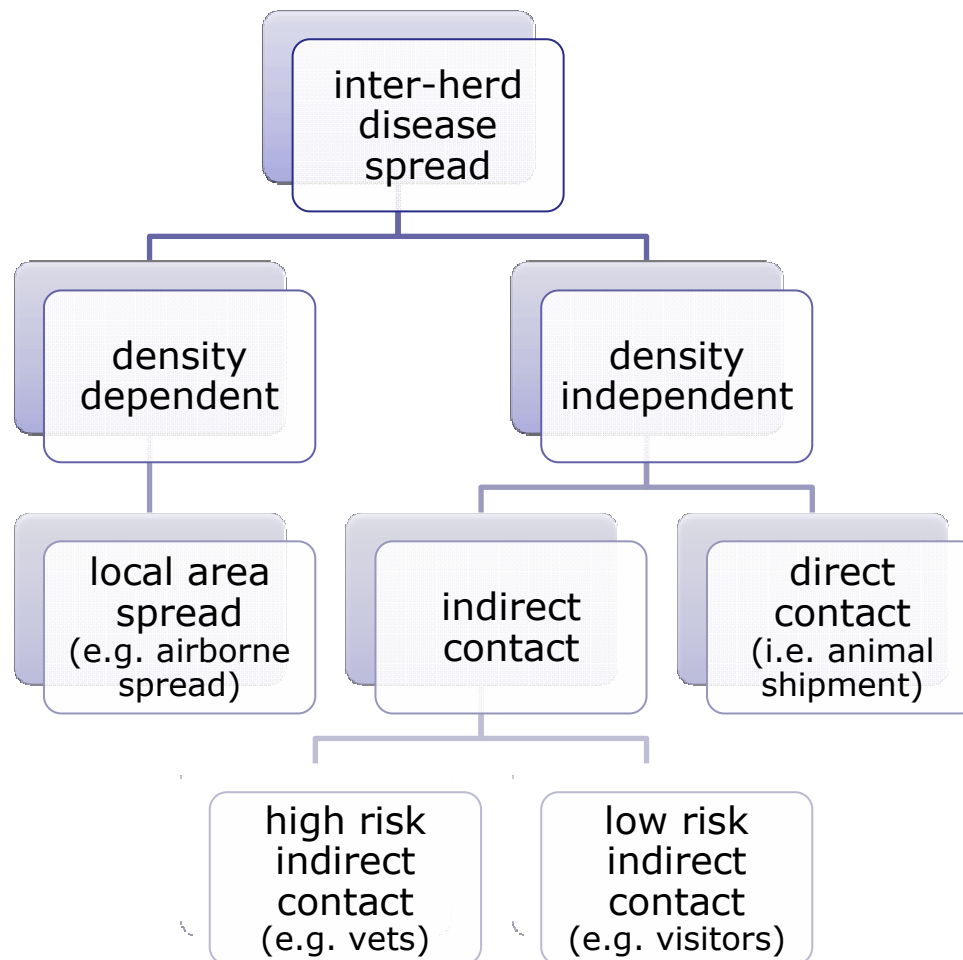 inter-herd
disease
spread
density
dependent
density
independent
local area
spread
(e.g. airborne
spread)
indirect
contact
direct
contact
(i.e. animal
shipment)
high risk
indirect
contact
(e.g. vets)
low risk
indirect
contact
(e.g. visitors)